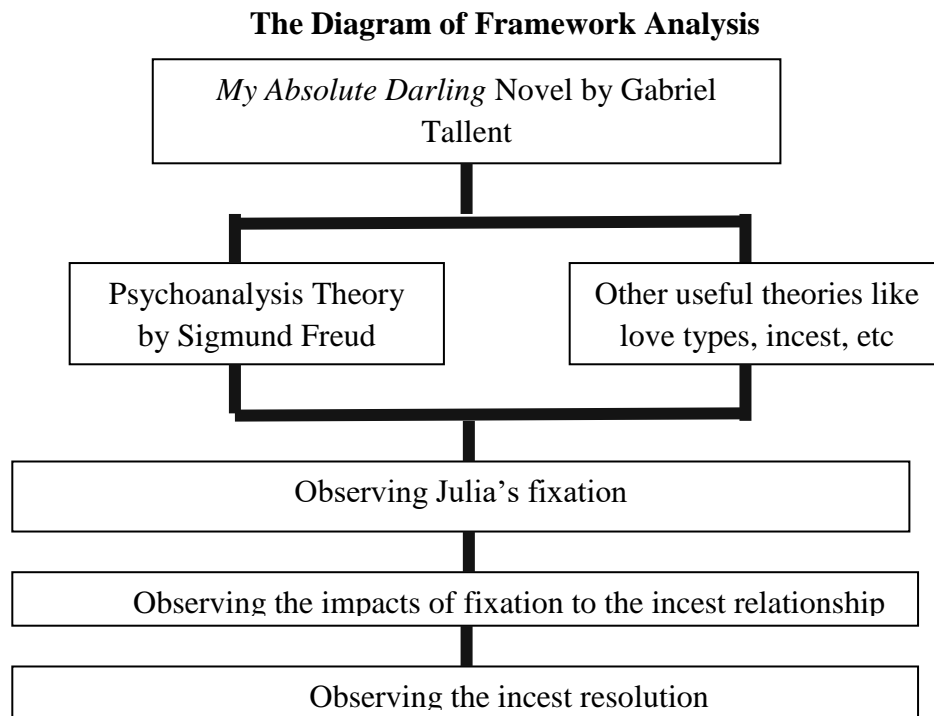 The Diagram of Framework Analysis
My Absolute Darling Novel by Gabriel
Tallent
Psychoanalysis Theory
by Sigmund Freud
Other useful theories like
love types, incest, etc
Observing Julia’s fixation
Observing the impacts of fixation to the incest relationship
Observing the incest resolution